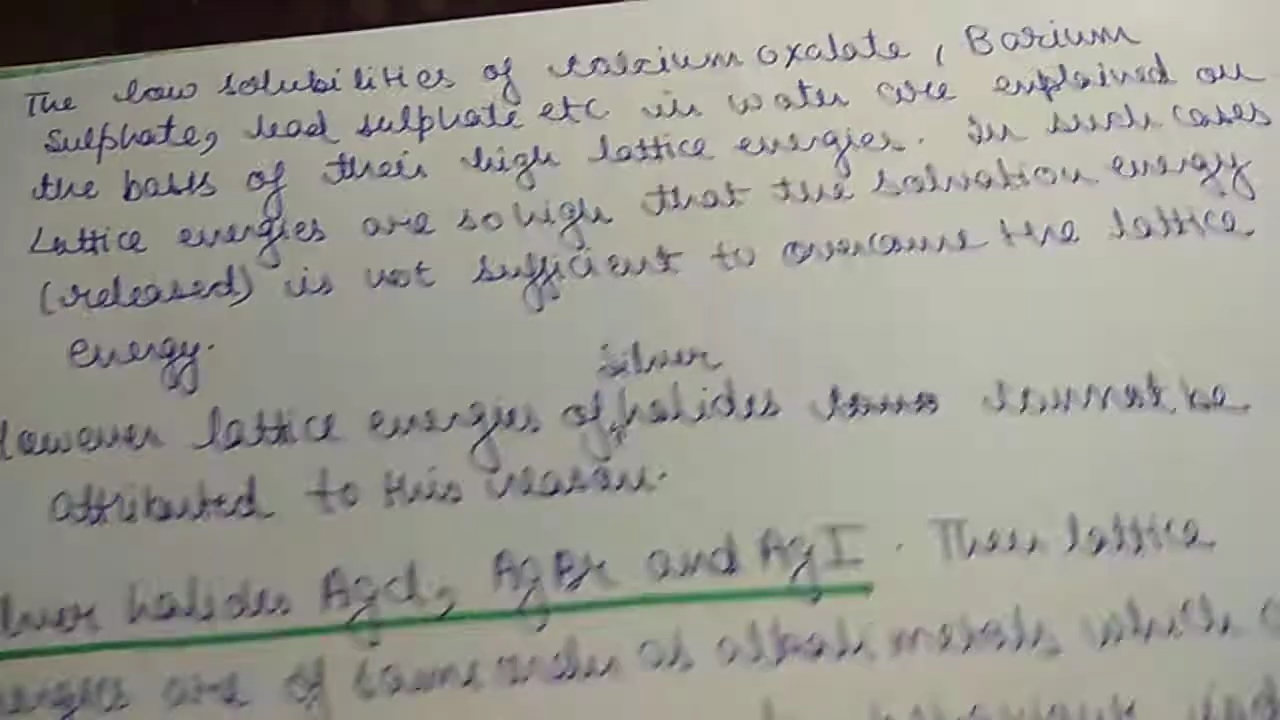 The low solubilities of calcium oxalate, Barium
sulphate, lead sulphate etc in water are explained on
the basis of their high lattice energies. In such cases
Lattice energies are so high that the solvation energy
(released) is not sufficient to overcome the lattice
energy.
silver
However lattice energies of halides cannot be
attributed to this reason.
halides AgCl, AgBr and AgI. Their lattice
are of same order as alkali metals, which